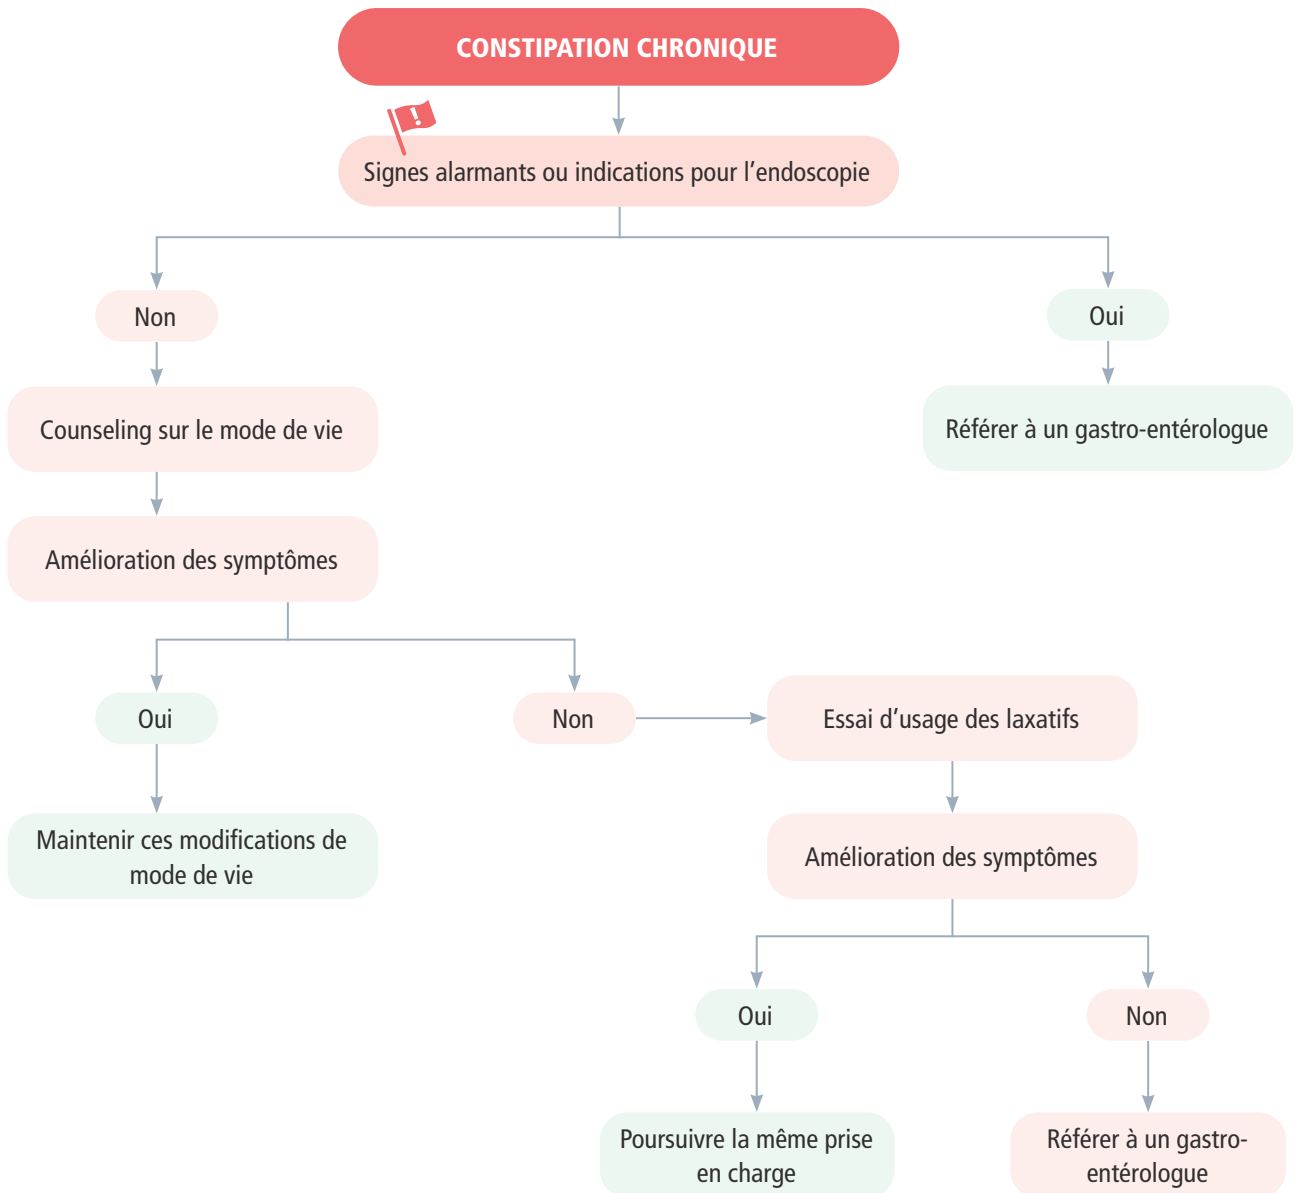 CONSTIPATION CHRONIQUE
!
Signes alarmants ou indications pour l’endoscopie
Non
Oui
Counseling sur le mode de vie
Référer à un gastro-entérologue
Amélioration des symptômes
Oui
Non
Essai d’usage des laxatifs
Maintenir ces modifications de
mode de vie
Amélioration des symptômes
Oui
Non
Poursuivre la même prise
en charge
Référer à un gastro-
entérologue